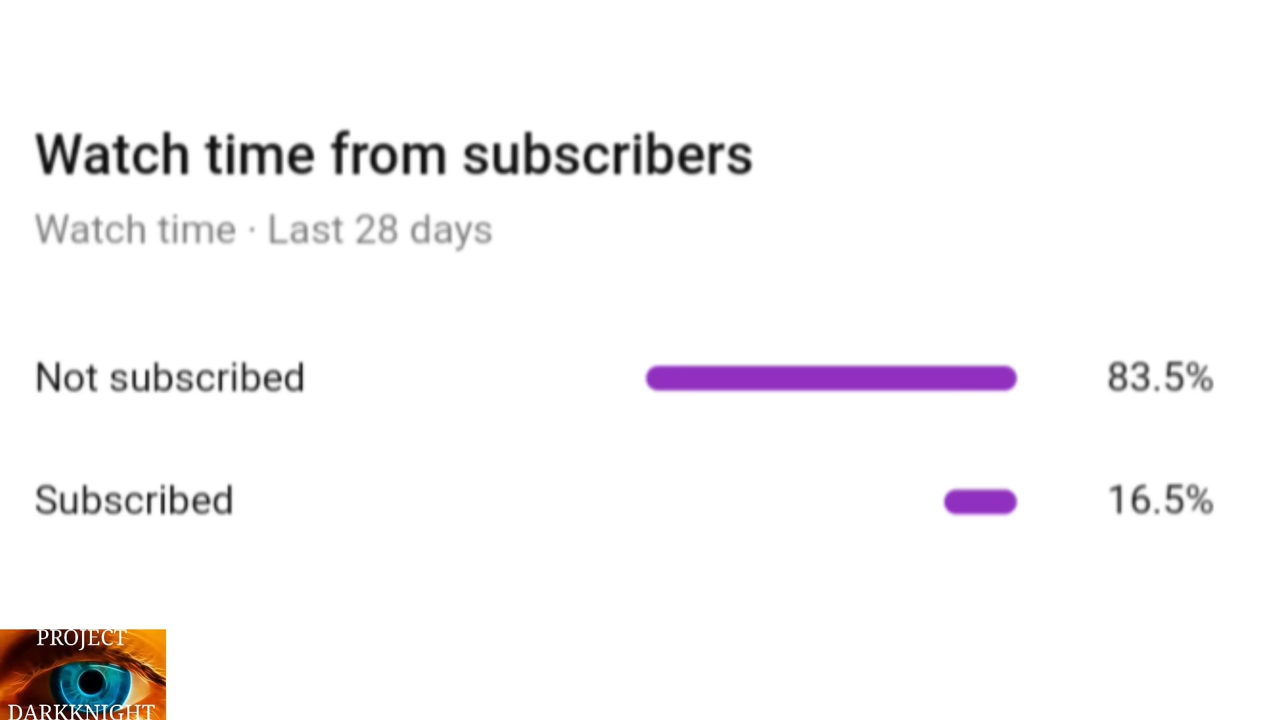 Watch time from subscribers
Watch time · Last 28 days
Not subscribed 83.5%
Subscribed 16.5%
PROJECT
DARKKNIGHT